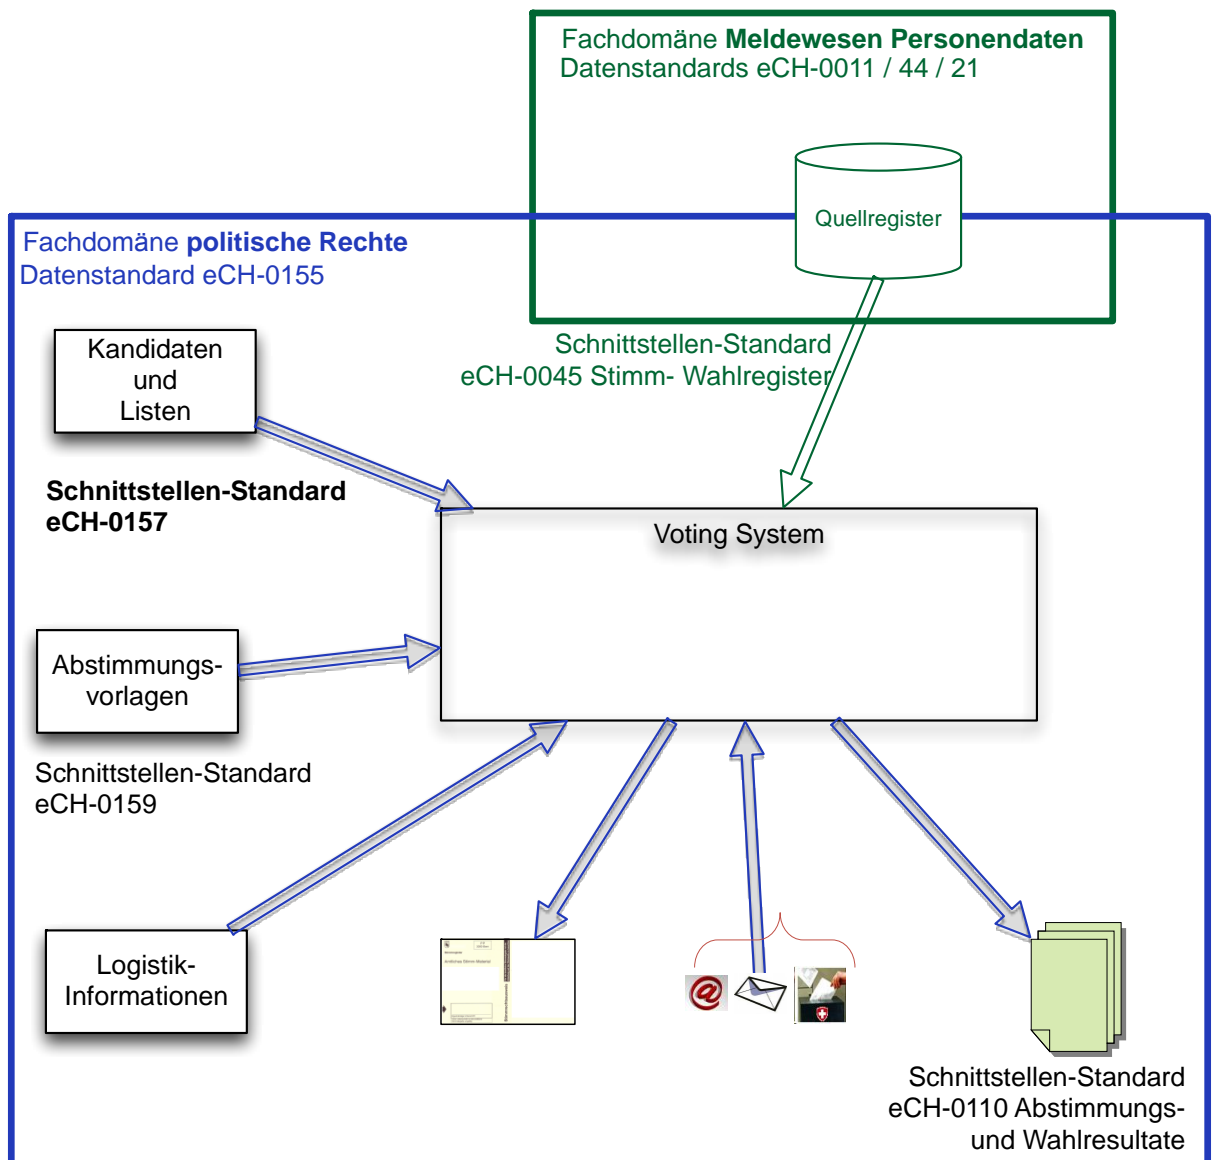 Fachdomäne Meldewesen Personendaten
Datenstandards eCH-0011 / 44 / 21
Quellregister
Fachdomäne politische Rechte
Datenstandard eCH-0155
Schnittstellen-Standard
eCH-0045 Stimm- Wahlregister
Kandidaten
und
Listen
Schnittstellen-Standard
eCH-0157
Voting System
Abstimmungs-
vorlagen
Schnittstellen-Standard
eCH-0159
Logistik-
Informationen
@
Schnittstellen-Standard
eCH-0110 Abstimmungs-
und Wahlresultate